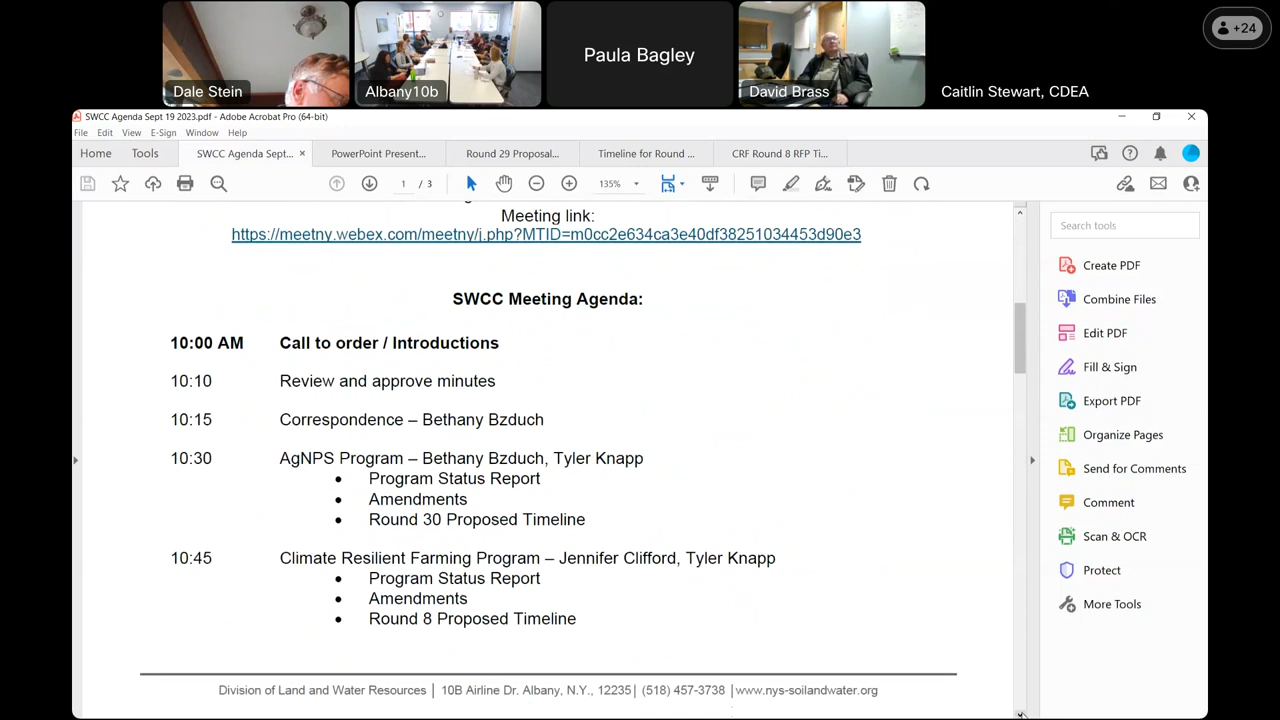 +24
Dale Stein
Albany10b
Paula Bagley
David Brass
Caitlin Stewart, CDEA
SWCC Agenda Sept 19 2023.pdf - Adobe Acrobat Pro (64-bit)
File Edit View E-Sign Window Help
Home Tools SWCC Agenda Sept... × PowerPoint Present... Round 29 Proposal... Timeline for Round ... CRF Round 8 RFP Ti...
1 / 3 135%
Meeting link:
https://meetny.webex.com/meetny/j.php?MTID=m0cc2e634ca3e40df38251034453d90e3
SWCC Meeting Agenda:
10:00 AM Call to order / Introductions
10:10 Review and approve minutes
10:15 Correspondence – Bethany Bzduch
10:30 AgNPS Program – Bethany Bzduch, Tyler Knapp
• Program Status Report
• Amendments
• Round 30 Proposed Timeline
10:45 Climate Resilient Farming Program – Jennifer Clifford, Tyler Knapp
• Program Status Report
• Amendments
• Round 8 Proposed Timeline
Division of Land and Water Resources | 10B Airline Dr. Albany, N.Y., 12235| (518) 457-3738 |www.nys-soilandwater.org
Search tools
Create PDF
Combine Files
Edit PDF
Fill & Sign
Export PDF
Organize Pages
Send for Comments
Comment
Scan & OCR
Protect
More Tools